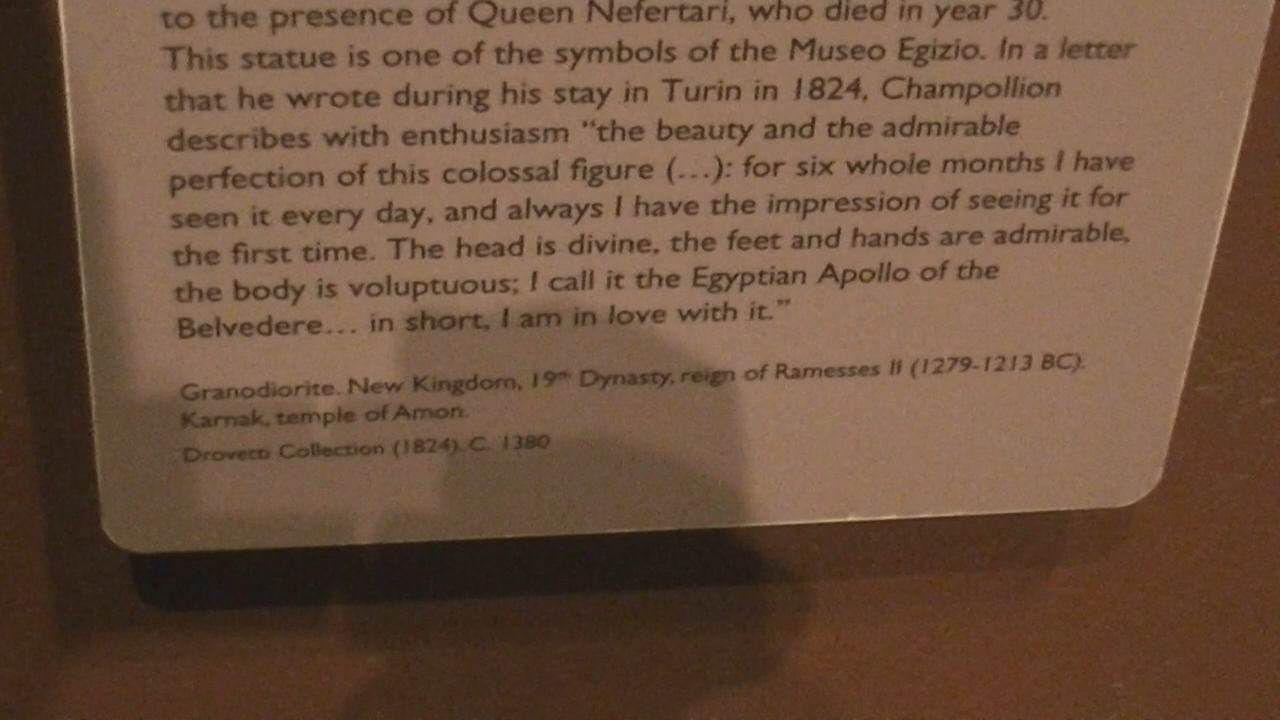 to the presence of Queen Nefertari, who died in year 30.
This statue is one of the symbols of the Museo Egizio. In a letter
that he wrote during his stay in Turin in 1824, Champollion
describes with enthusiasm “the beauty and the admirable
perfection of this colossal figure (...): for six whole months I have
seen it every day, and always I have the impression of seeing it for
the first time. The head is divine, the feet and hands are admirable,
the body is voluptuous; I call it the Egyptian Apollo of the
Belvedere... in short, I am in love with it.”
Granodiorite. New Kingdom, 19th Dynasty, reign of Ramesses II (1279-1213 BC).
Karnak, temple of Amon.
Drovetti Collection (1824). C. 1380